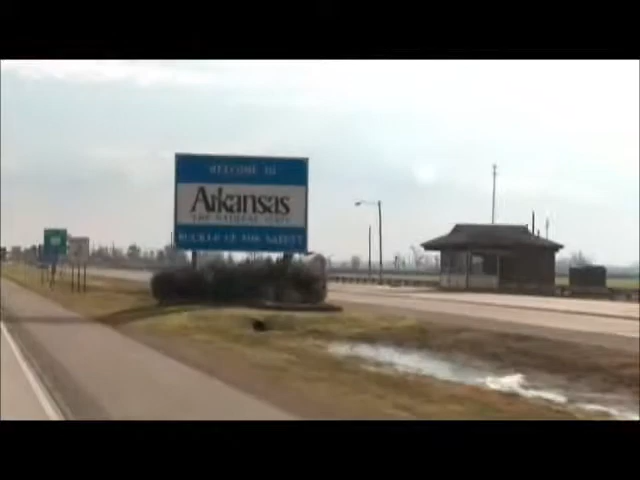 WELCOME TO
Arkansas
THE NATURAL STATE
BUCKLE UP FOR SAFETY